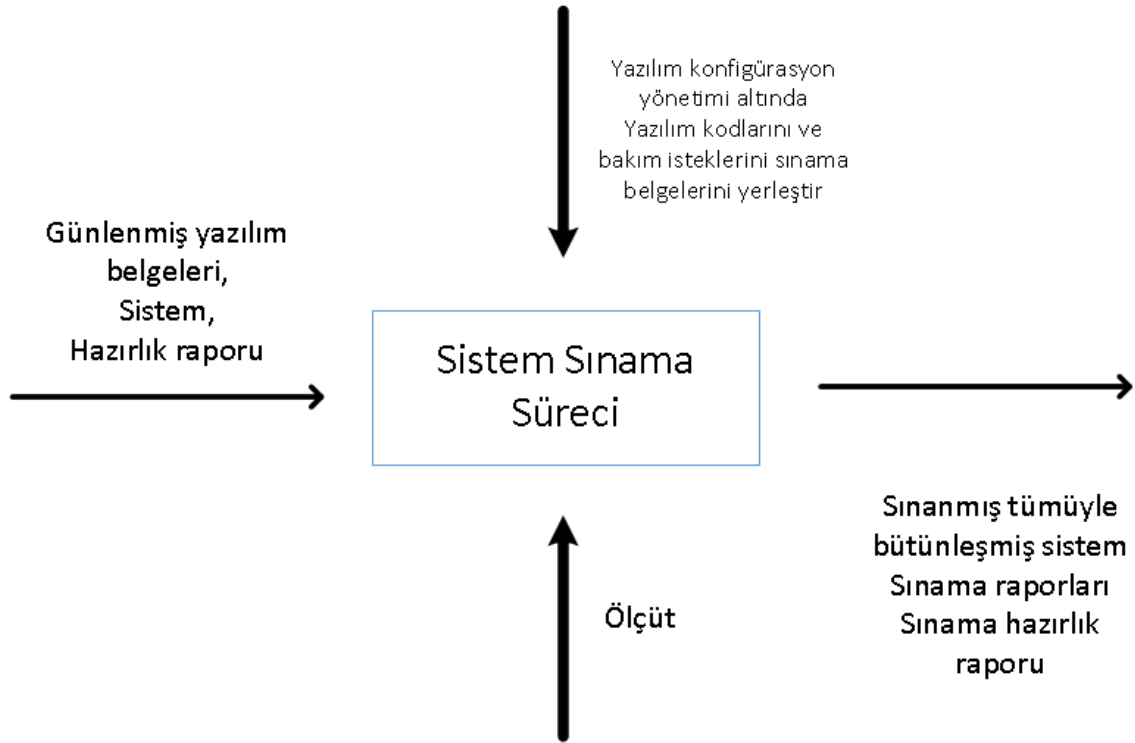 Yazılım konfigürasyon
yönetimi altında
Yazılım kodlarını ve
bakım isteklerini sınama
belgelerini yerleştir
Günlenmiş yazılım
belgeleri,
Sistem,
Hazırlık raporu
Sistem Sınama
Süreci
Sınanmış tümüyle
bütünleşmiş sistem
Sınama raporları
Sınama hazırlık
raporu
Ölçüt